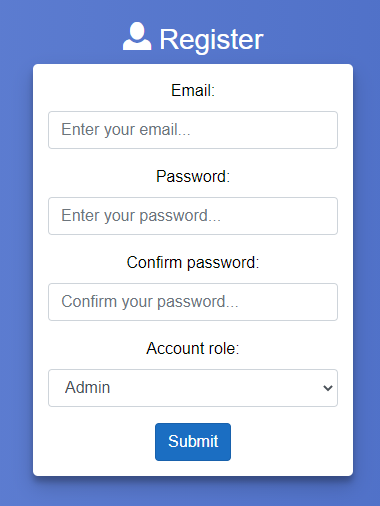 Register
Email:
Enter your email...
Password:
Enter your password...
Confirm password:
Confirm your password...
Account role:
Admin
Submit